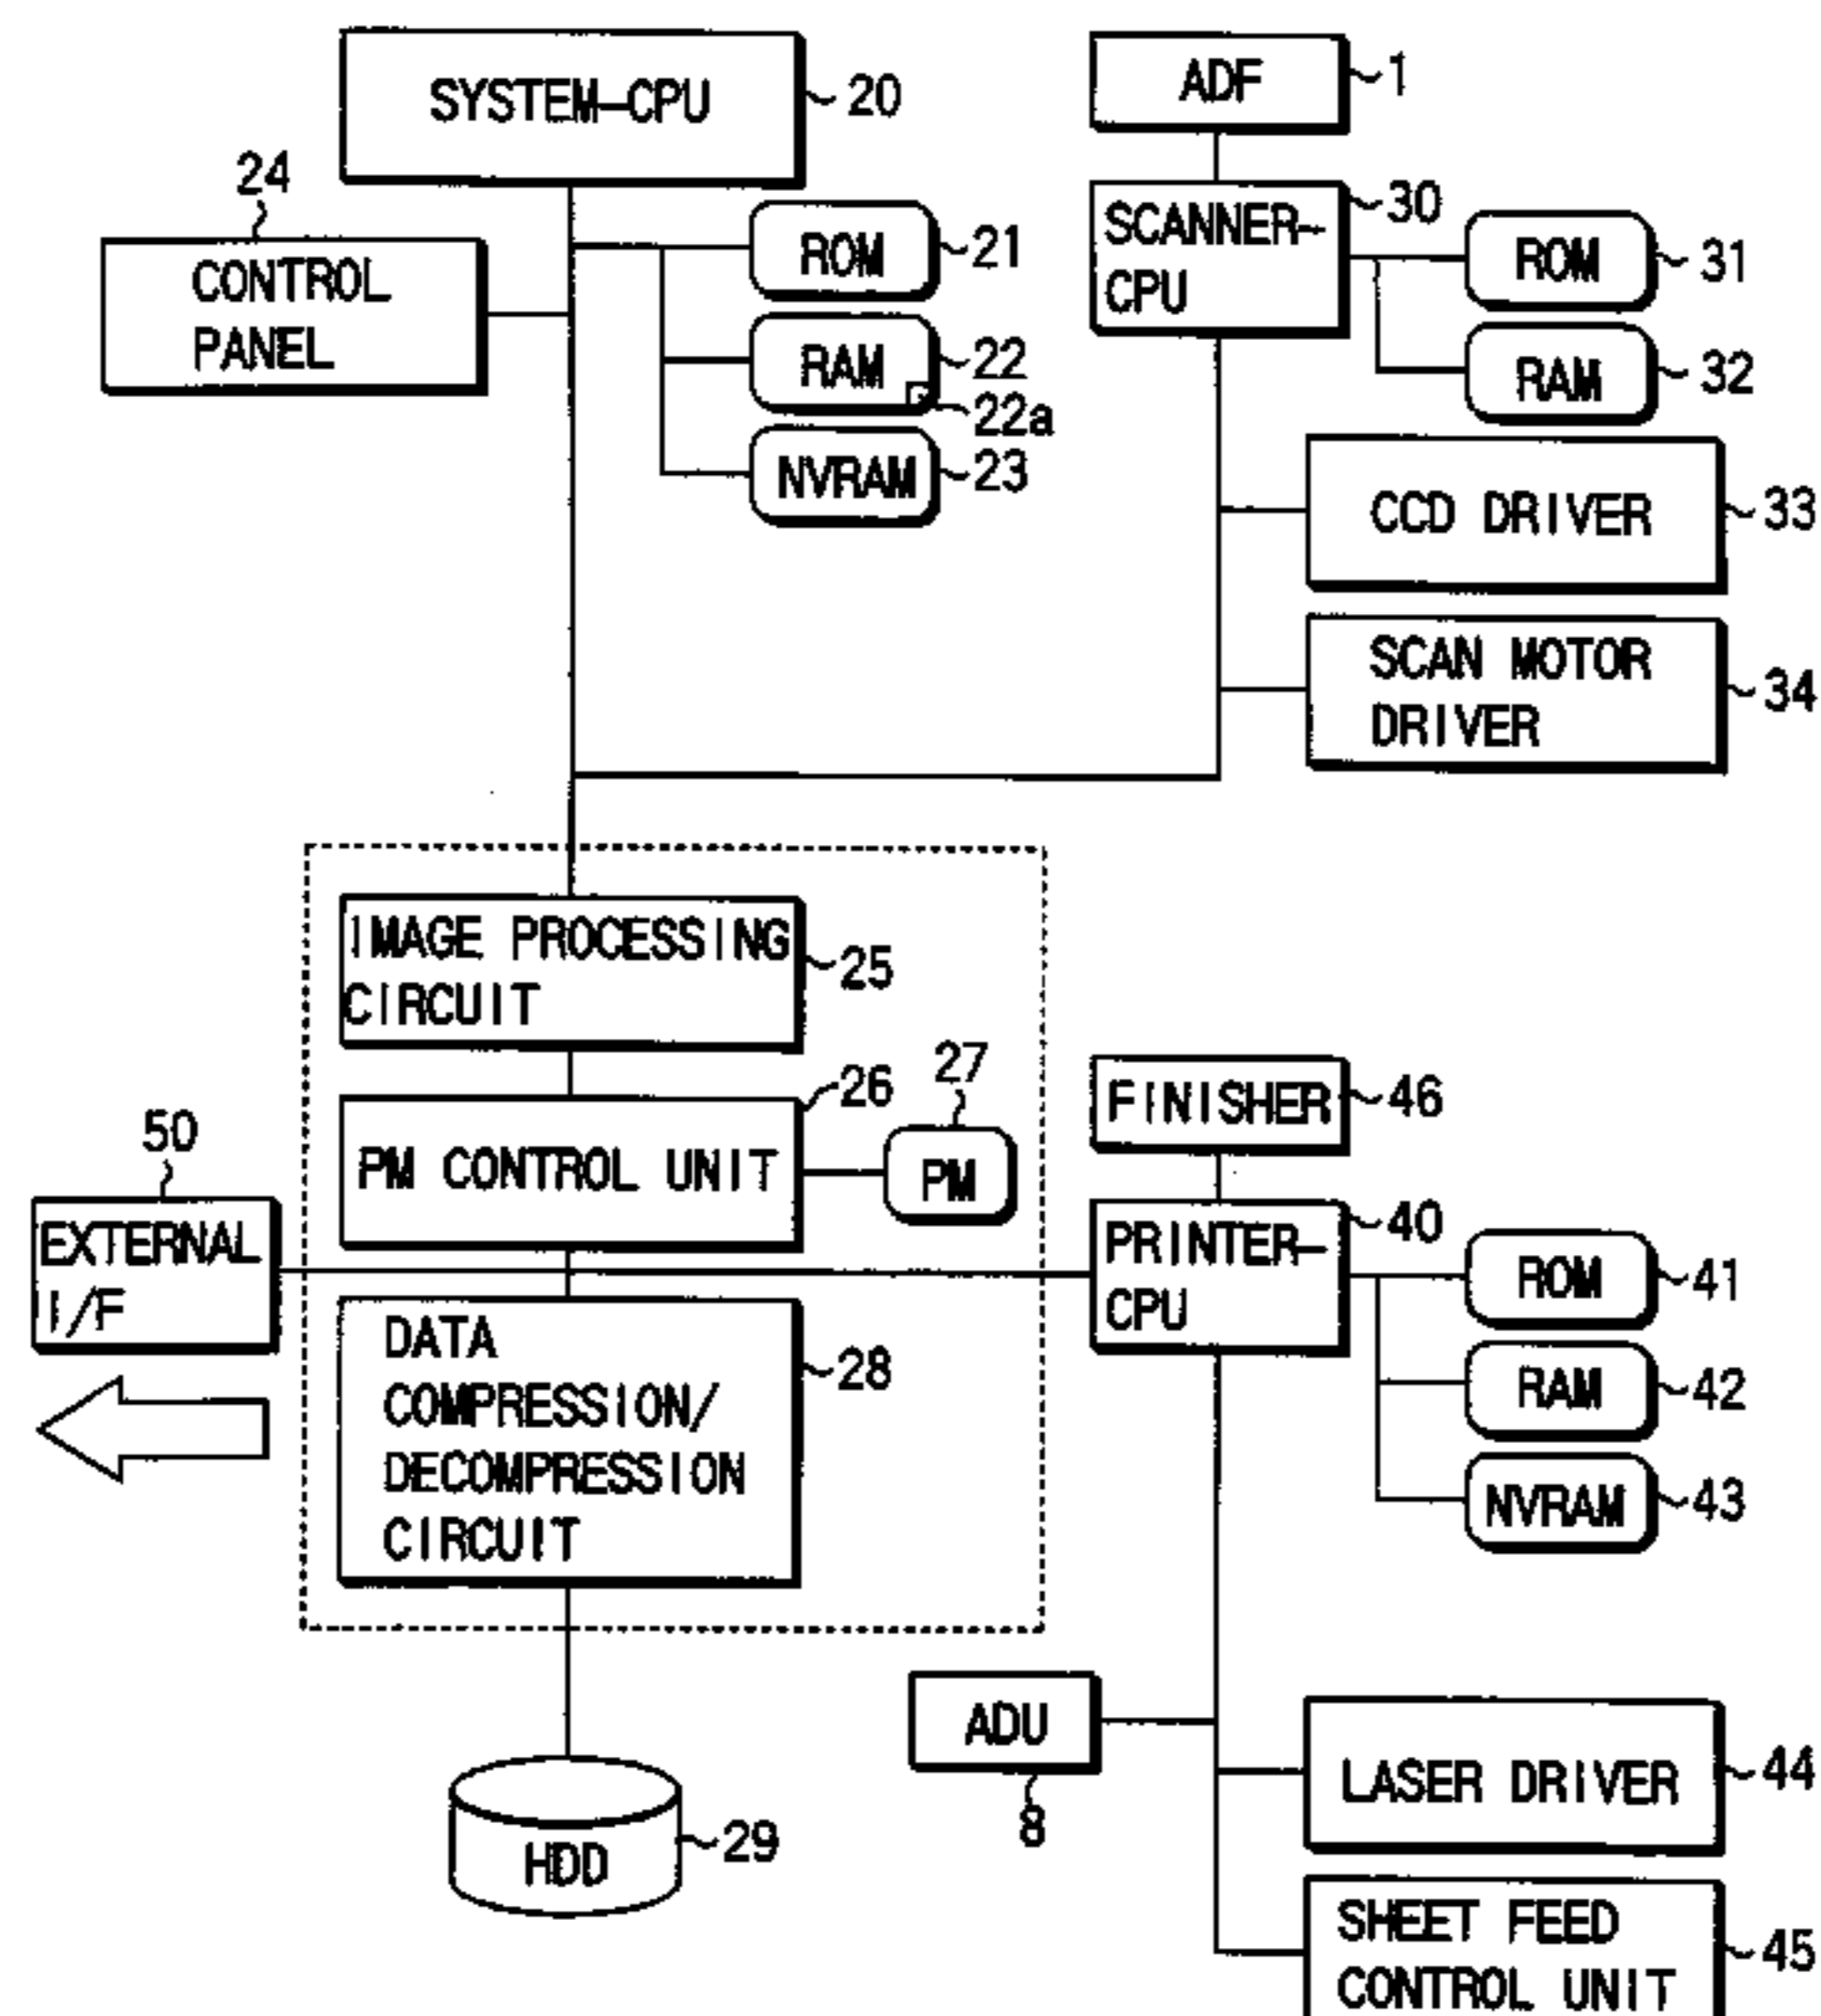 SYSTEM-CPU
20
ADF
1
24
CONTROL
PANEL
ROM
21
RAM
22
22a
NVRAM
23
SCANNER-
CPU
30
ROM
31
RAM
32
CCD DRIVER
33
SCAN MOTOR
DRIVER
34
IMAGE PROCESSING
CIRCUIT
25
26
27
PM CONTROL UNIT
PM
50
EXTERNAL
I/F
DATA
COMPRESSION/
DECOMPRESSION
CIRCUIT
28
HDD
29
FINISHER
46
PRINTER-
CPU
40
ROM
41
RAM
42
NVRAM
43
ADU
8
LASER DRIVER
44
SHEET FEED
CONTROL UNIT
45